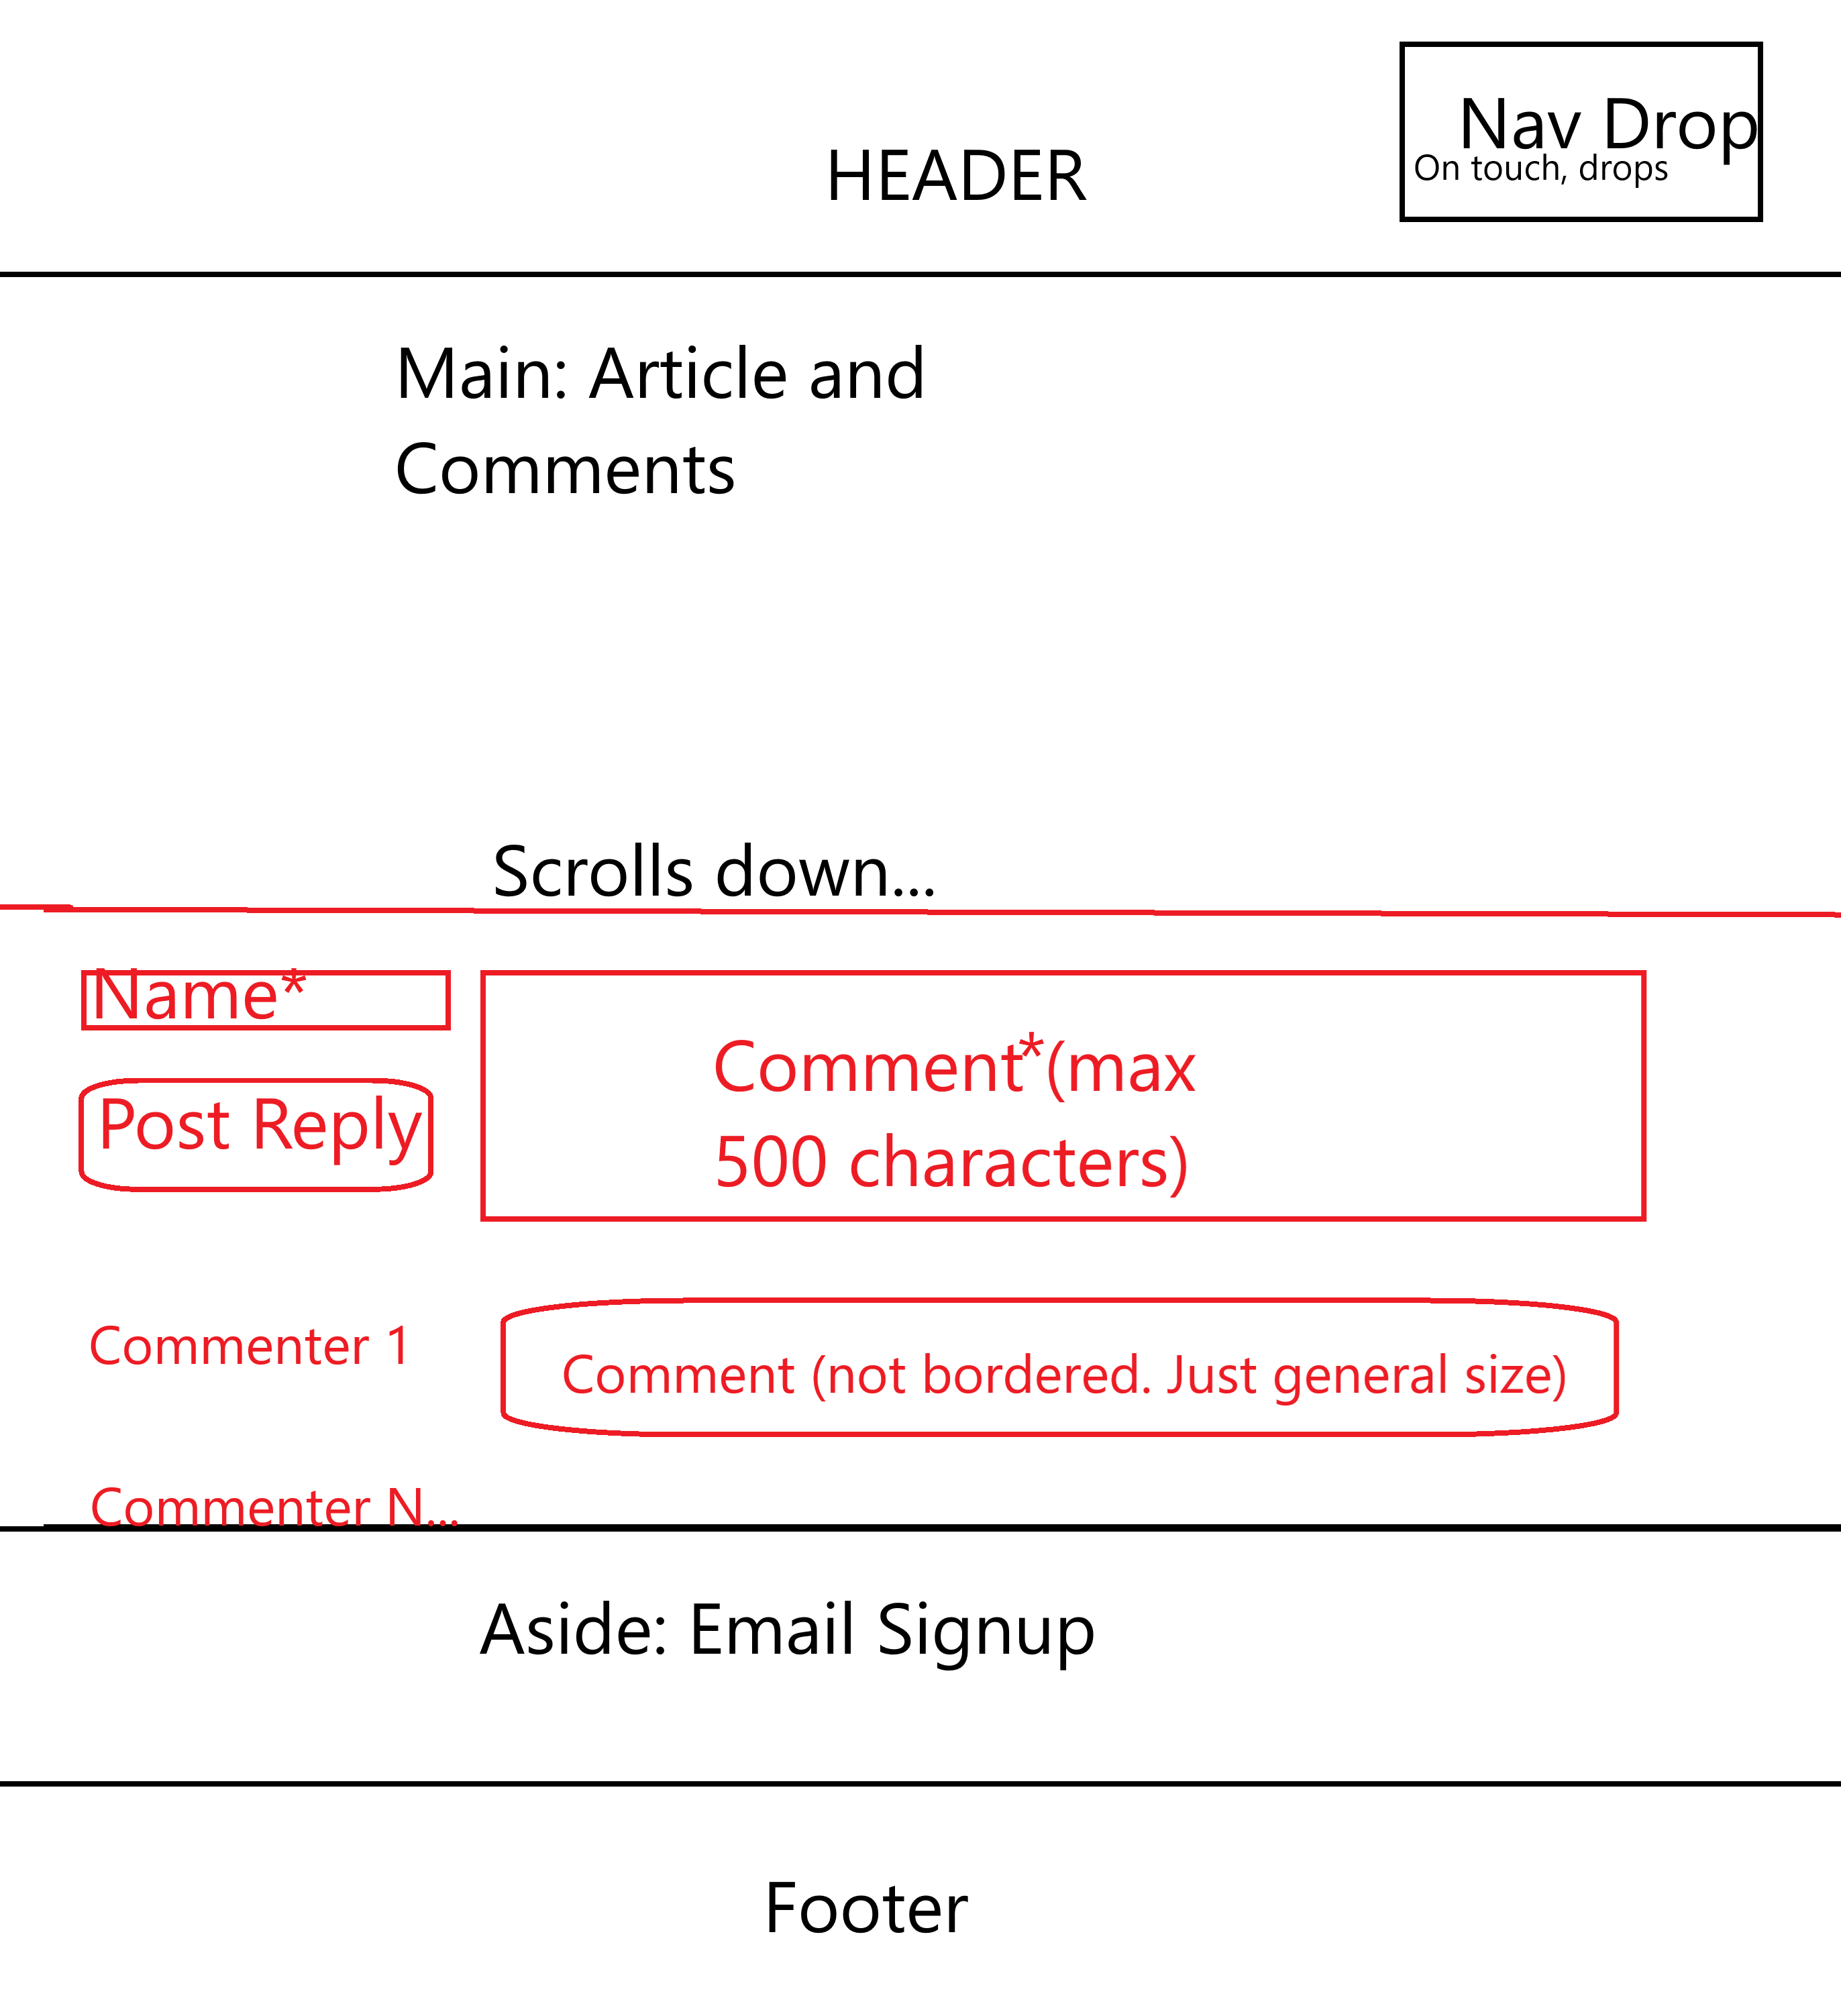 Nav Drop
On touch, drops
HEADER
Main: Article and
Comments
Scrolls down...
Name*
Post Reply
Comment*(max
500 characters)
Commenter 1
Comment (not bordered. Just general size)
Commenter N...
Aside: Email Signup
Footer